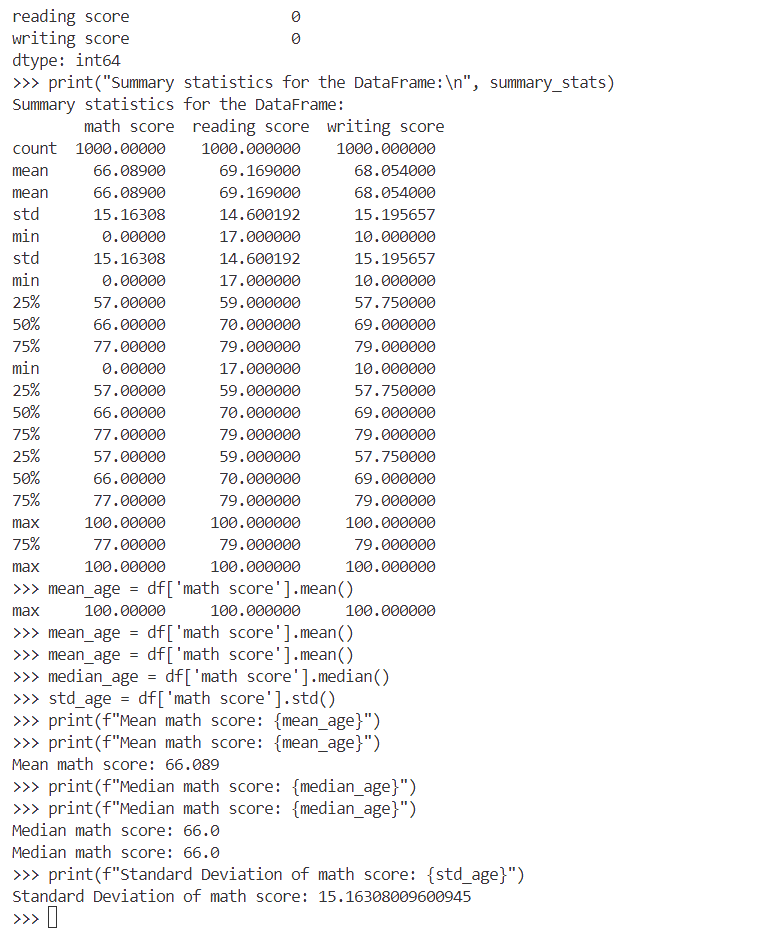 reading score                  0
writing score                  0
dtype: int64
>>> print("Summary statistics for the DataFrame:\n", summary_stats)
Summary statistics for the DataFrame:
        math score  reading score  writing score
count  1000.00000    1000.000000    1000.000000
mean     66.08900      69.169000      68.054000
mean     66.08900      69.169000      68.054000
std      15.16308      14.600192      15.195657
min       0.00000      17.000000      10.000000
std      15.16308      14.600192      15.195657
min       0.00000      17.000000      10.000000
25%      57.00000      59.000000      57.750000
50%      66.00000      70.000000      69.000000
75%      77.00000      79.000000      79.000000
min       0.00000      17.000000      10.000000
25%      57.00000      59.000000      57.750000
50%      66.00000      70.000000      69.000000
75%      77.00000      79.000000      79.000000
25%      57.00000      59.000000      57.750000
50%      66.00000      70.000000      69.000000
75%      77.00000      79.000000      79.000000
max     100.00000     100.000000     100.000000
75%      77.00000      79.000000      79.000000
max     100.00000     100.000000     100.000000
>>> mean_age = df['math score'].mean()
max     100.00000     100.000000     100.000000
>>> mean_age = df['math score'].mean()
>>> mean_age = df['math score'].mean()
>>> median_age = df['math score'].median()
>>> std_age = df['math score'].std()
>>> print(f"Mean math score: {mean_age}")
>>> print(f"Mean math score: {mean_age}")
Mean math score: 66.089
>>> print(f"Median math score: {median_age}")
>>> print(f"Median math score: {median_age}")
Median math score: 66.0
Median math score: 66.0
>>> print(f"Standard Deviation of math score: {std_age}")
Standard Deviation of math score: 15.16308009600945
>>>